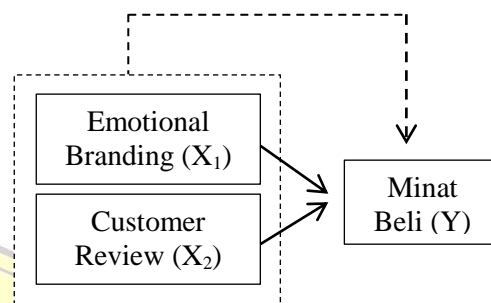 Emotional
Branding (X₁)
Customer
Review (X₂)
Minat
Beli (Y)